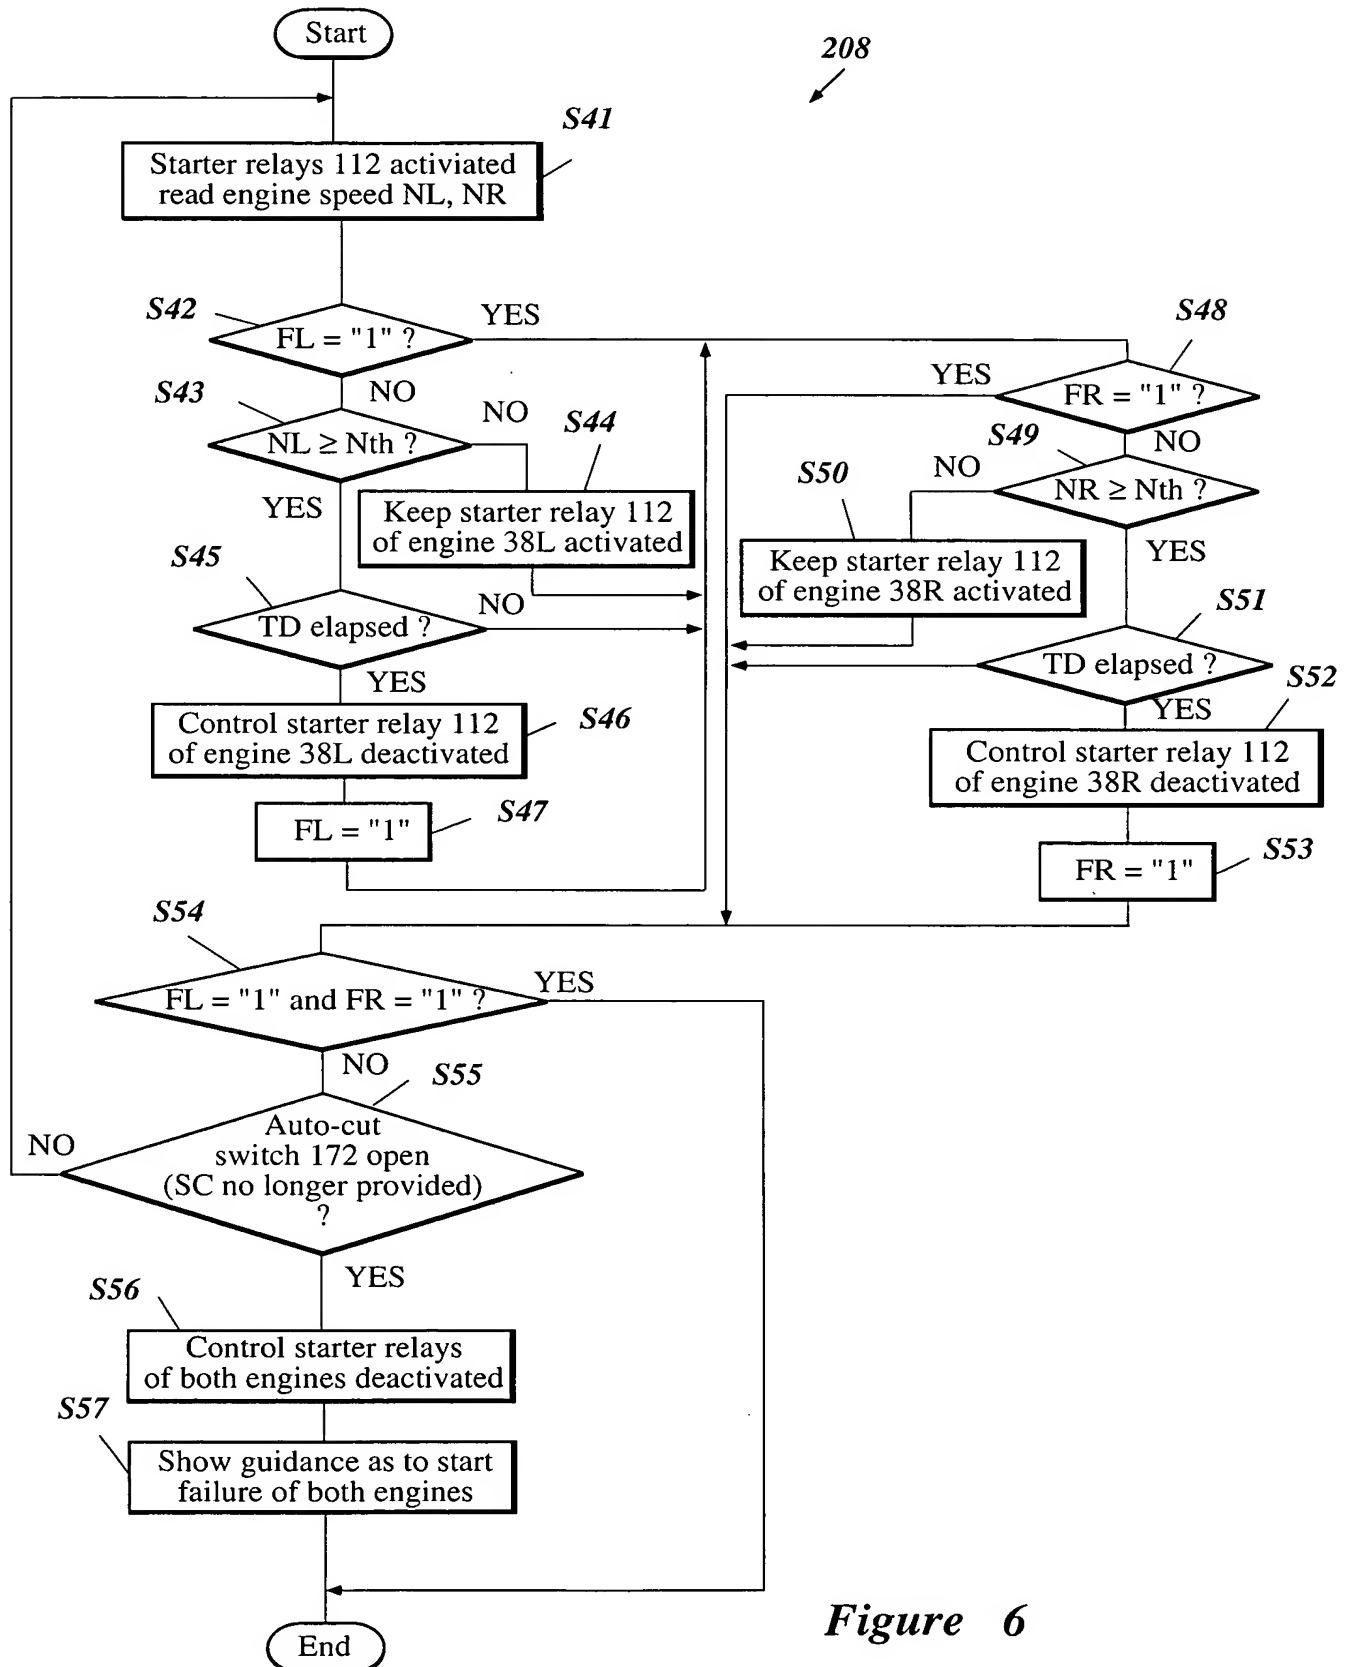 Start
208
S41
Starter relays 112 activiated
read engine speed NL, NR
S42
FL = "1" ?
YES
NO
S43
NL ≥ Nth ?
NO
YES
S44
Keep starter relay 112
of engine 38L activated
S45
TD elapsed ?
NO
YES
Control starter relay 112
of engine 38L deactivated
S46
FL = "1"
S47
S48
FR = "1" ?
YES
NO
S49
NR ≥ Nth ?
NO
YES
S50
Keep starter relay 112
of engine 38R activated
S51
TD elapsed ?
YES
S52
Control starter relay 112
of engine 38R deactivated
FR = "1"
S53
S54
FL = "1" and FR = "1" ?
YES
NO
S55
Auto-cut
switch 172 open
(SC no longer provided)
?
NO
YES
S56
Control starter relays
of both engines deactivated
S57
Show guidance as to start
failure of both engines
End
Figure 6